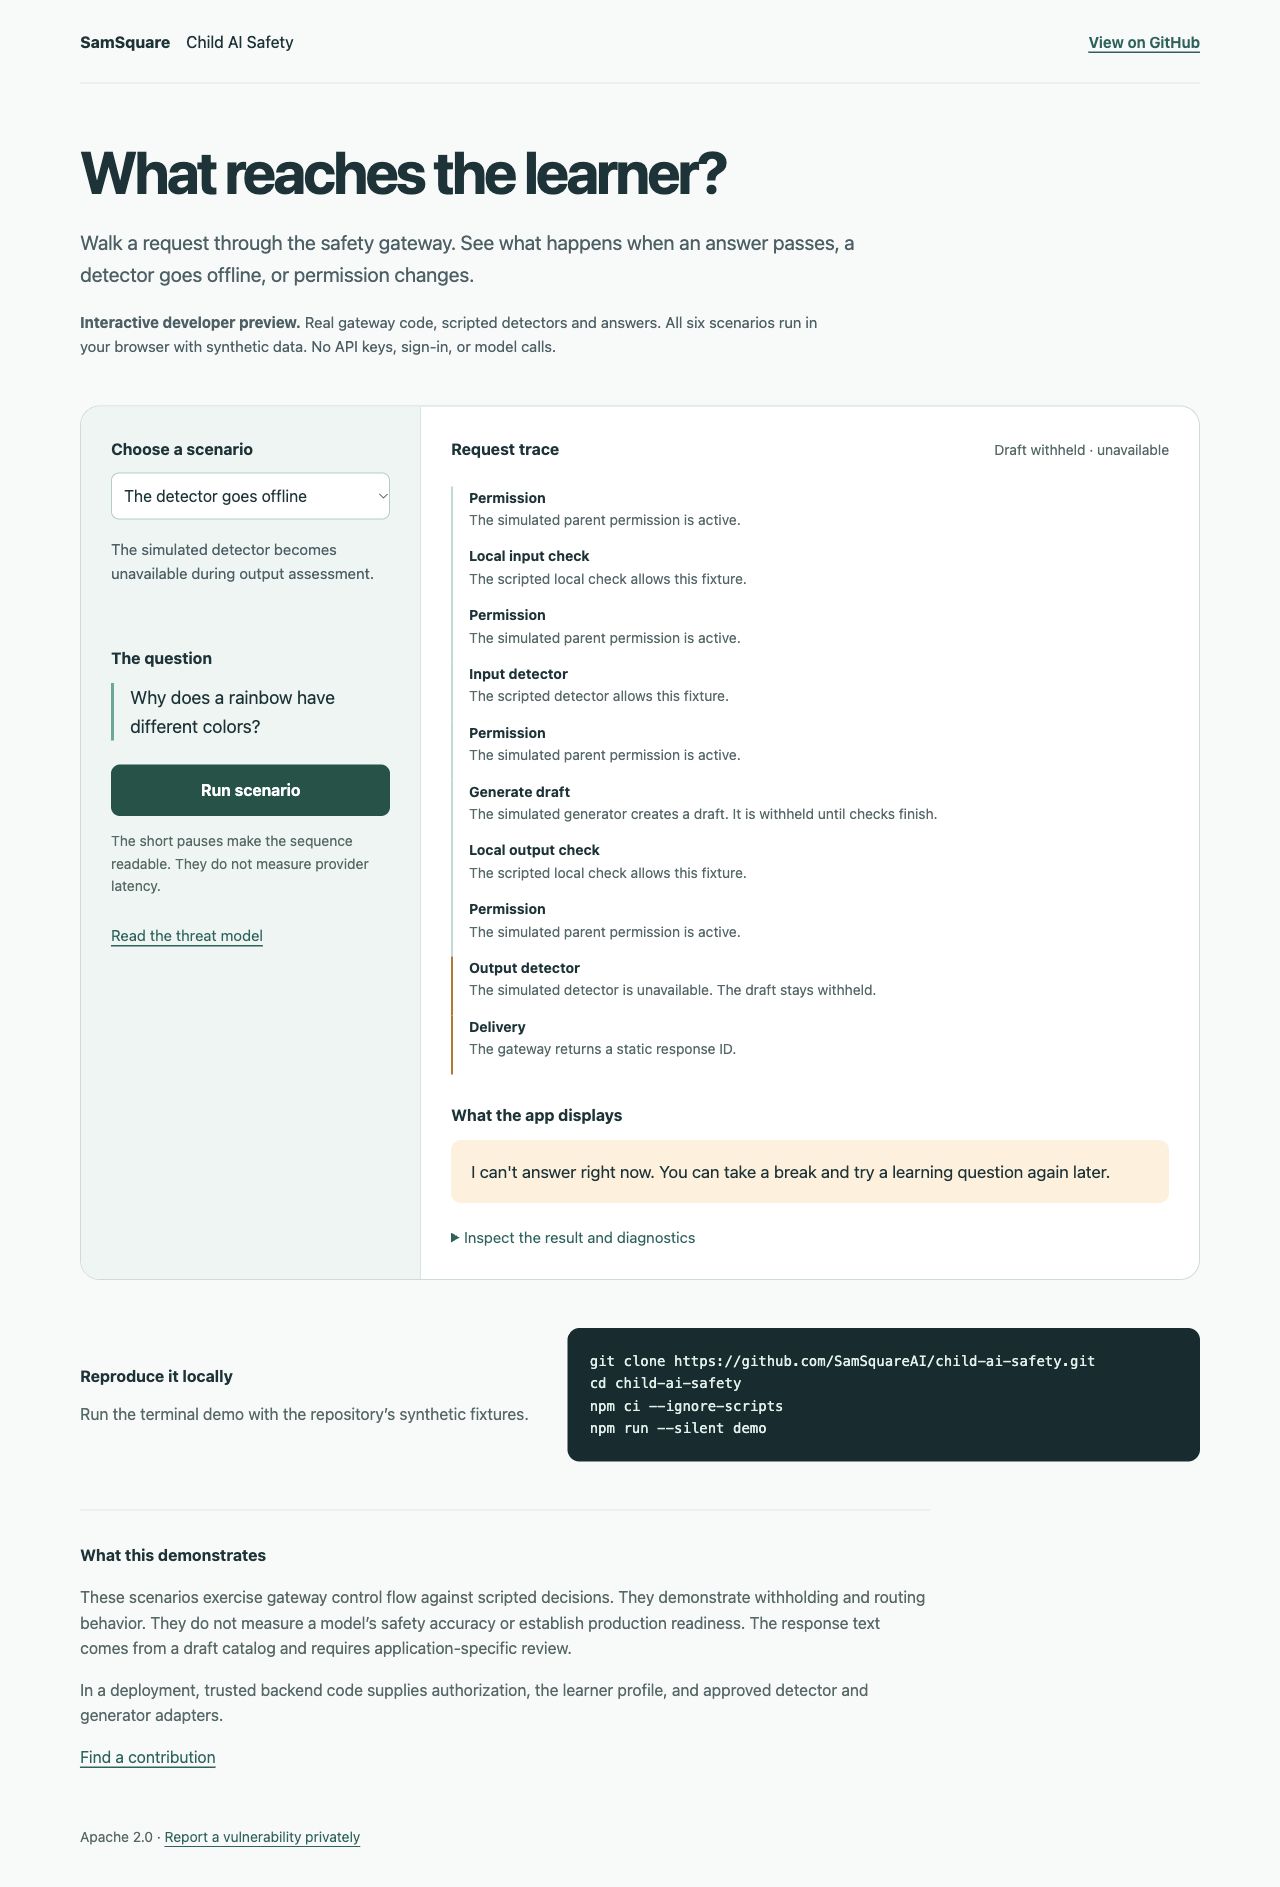 SamSquare Child AI Safety
View on GitHub
What reaches the learner?
Walk a request through the safety gateway. See what happens when an answer passes, a
detector goes offline, or permission changes.
Interactive developer preview. Real gateway code, scripted detectors and answers. All six scenarios run in
your browser with synthetic data. No API keys, sign-in, or model calls.
Choose a scenario
The detector goes offline
The simulated detector becomes
unavailable during output assessment.
The question
Why does a rainbow have
different colors?
Run scenario
The short pauses make the sequence
readable. They do not measure provider
latency.
Read the threat model
Request trace
Draft withheld · unavailable
Permission
The simulated parent permission is active.
Local input check
The scripted local check allows this fixture.
Permission
The simulated parent permission is active.
Input detector
The scripted detector allows this fixture.
Permission
The simulated parent permission is active.
Generate draft
The simulated generator creates a draft. It is withheld until checks finish.
Local output check
The scripted local check allows this fixture.
Permission
The simulated parent permission is active.
Output detector
The simulated detector is unavailable. The draft stays withheld.
Delivery
The gateway returns a static response ID.
What the app displays
I can't answer right now. You can take a break and try a learning question again later.
Inspect the result and diagnostics
Reproduce it locally
Run the terminal demo with the repository’s synthetic fixtures.
git clone https://github.com/SamSquareAI/child-ai-safety.git
cd child-ai-safety
npm ci --ignore-scripts
npm run --silent demo
What this demonstrates
These scenarios exercise gateway control flow against scripted decisions. They demonstrate withholding and routing
behavior. They do not measure a model’s safety accuracy or establish production readiness. The response text
comes from a draft catalog and requires application-specific review.
In a deployment, trusted backend code supplies authorization, the learner profile, and approved detector and
generator adapters.
Find a contribution
Apache 2.0 · Report a vulnerability privately